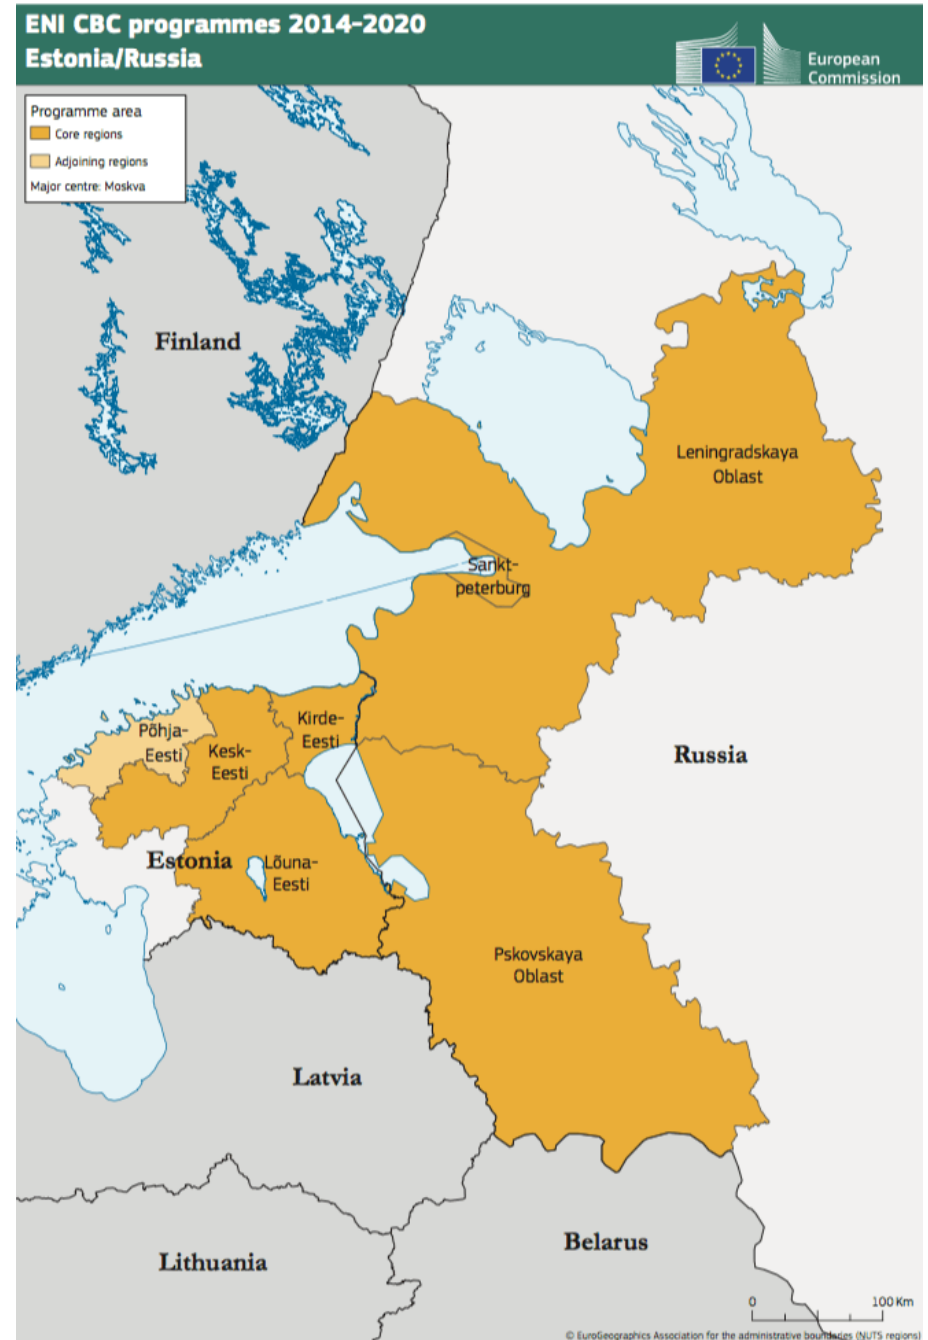 ENI CBC programmes 2014-2020
Estonia/Russia
European
Commission
Programme area
Core regions
Adjoining regions
Major centre: Moskva
Finland
Leningradskaya
Oblast
Sankt-
peterburg
Põhja-
Eesti
Kesk-
Eesti
Kirde-
Eesti
Russia
Estonia
Lõuna-
Eesti
Pskovskaya
Oblast
Latvia
Belarus
Lithuania
0 100 Km
© EuroGeographics Association for the administrative boundaries (NUTS regions)